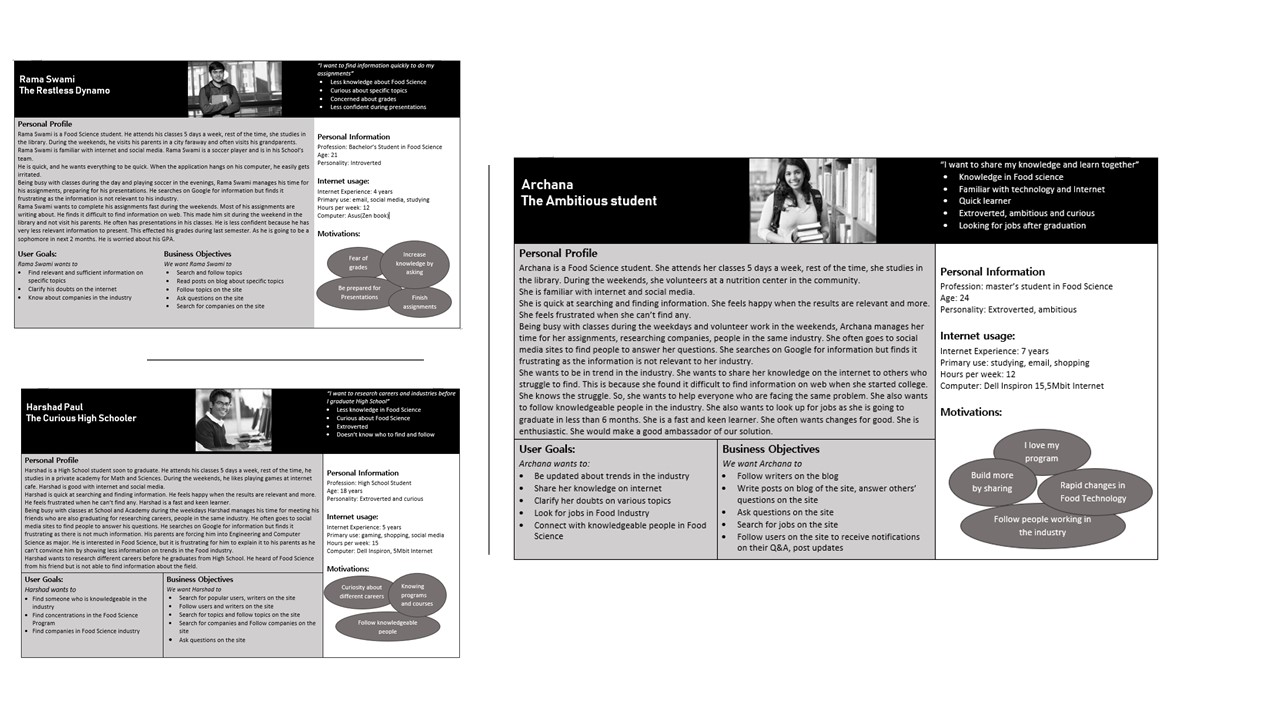 Rama Swami
The Restless Dynamo
"I want to find information quickly to do my
assignments"
• Less knowledge about Food Science
• Curious about specific topics
• Concerned about grades
• Less confident during presentations
Personal Profile
Rama Swami is a Food Science student. He attends his classes 5 days a week, rest of the time, she studies in
the library. During the weekends, he visits his parents in a city faraway and often visits his grandparents.
Rama Swami is familiar with internet and social media. Rama Swami is a soccer player and is in his School's
team.
He is quick, and he wants everything to be quick. When the application hangs on his computer, he easily gets
irritated.
Being busy with classes during the day and playing soccer in the evenings, Rama Swami manages his time for
his assignments, preparing for his presentations. He searches on Google for information but finds it
frustrating as the information is not relevant to his industry.
Rama Swami wants to complete his assignments fast during the weekends. Most of his assignments are
writing about. He finds it difficult to find information on web. This made him sit during the weekend in the
library and not visit his parents. He often has presentations in his classes. He is less confident because he has
very less relevant information to present. This effected his grades during last semester. As he is going to be a
sophomore in next 2 months. He is worried about his GPA.
User Goals:
Rama Swami wants to
• Find relevant and sufficient information on
specific topics
• Clarify his doubts on the internet
• Know about companies in the industry
Business Objectives
We want Rama Swami to
• Search and follow topics
• Read posts on blog about specific topics
• Follow topics on the site
• Ask questions on the site
• Search for companies on the site
Personal Information
Profession: Bachelor's Student in Food Science
Age: 21
Personality: Introverted
Internet usage:
Internet Experience: 4 years
Primary use: email, social media, studying
Hours per week: 12
Computer: Asus(Zen book)
Motivations:
Fear of
grades
Increase
knowledge by
asking
Be prepared for
Presentations
Finish
assignments
Harshad Paul
The Curious High Schooler
"I want to research careers and industries before
I graduate High School"
• Less knowledge in Food Science
• Curious about Food Science
• Extroverted
• Doesn't know who to find and follow
Personal Profile
Harshad is a High School student soon to graduate. He attends his classes 5 days a week, rest of the time, he
studies in a private academy for Math and Sciences. During the weekends, he likes playing games at internet
cafe. Harshad is good with internet and social media.
Harshad is quick at searching and finding information. He feels happy when the results are relevant and more.
He feels frustrated when he can't find any. Harshad is a fast and keen learner.
Being busy with classes at School and Academy during the weekdays Harshad manages his time for meeting his
friends who are also graduating for researching careers, people in the same industry. He often goes to social
media sites to find people to answer his questions. He searches on Google for information but finds it
frustrating as there is not much information. His parents are forcing him into Engineering and Computer
Science as major. He is interested in Food Science, but it is frustrating for him to explain it to his parents as he
can't convince him by showing less information on trends in the Food industry.
Harshad wants to research different careers before he graduates from High School. He heard of Food Science
from his friend but is not able to find information about the field.
User Goals:
Harshad wants to
• Find someone who is knowledgeable in the
industry
• Find concentrations in the Food Science
Program
• Find companies in Food Science Industry
Business Objectives
We want Harshad to
• Search for popular users, writers on the site
• Follow users and writers on the site
• Search for topics and follow topics on the site
• Search for companies and Follow companies on the
site
• Ask questions on the site
Personal Information
Profession: High School Student
Age: 18 years
Personality: Extroverted and curious
Internet usage:
Internet Experience: 5 years
Primary use: gaming, shopping, social media
Hours per week: 15
Computer: Dell Inspiron, 5Mbit Internet
Motivations:
Curiosity about
different careers
Knowing
programs
and courses
Follow knowledgeable
people
Archana
The Ambitious student
"I want to share my knowledge and learn together"
• Knowledge in Food science
• Familiar with technology and Internet
• Quick learner
• Extroverted, ambitious and curious
• Looking for jobs after graduation
Personal Profile
Archana is a Food Science student. She attends her classes 5 days a week, rest of the time, she studies in
the library. During the weekends, she volunteers at a nutrition center in the community.
She is familiar with internet and social media.
She is quick at searching and finding information. She feels happy when the results are relevant and more.
She feels frustrated when she can't find any.
Being busy with classes during the weekdays and volunteer work in the weekends, Archana manages her
time for her assignments, researching companies, people in the same industry. She often goes to social
media sites to find people to answer her questions. She searches on Google for information but finds it
frustrating as the information is not relevant to her industry.
She wants to be in trend in the industry. She wants to share her knowledge on the internet to others who
struggle to find. This is because she found it difficult to find information on web when she started college.
She knows the struggle. So, she wants to help everyone who are facing the same problem. She also wants
to follow knowledgeable people in the industry. She also wants to look up for jobs as she is going to
graduate in less than 6 months. She is a fast and keen learner. She often wants changes for good. She is
enthusiastic. She would make a good ambassador of our solution.
User Goals:
Archana wants to:
• Be updated about trends in the industry
• Share her knowledge on internet
• Clarify her doubts on various topics
• Look for jobs in Food Industry
• Connect with knowledgeable people in Food
Science
Business Objectives
We want Archana to
• Follow writers on the blog
• Write posts on blog of the site, answer others'
questions on the site
• Ask questions on the site
• Search for jobs on the site
• Follow users on the site to receive notifications
on their Q&A, post updates
Personal Information
Profession: master's student in Food Science
Age: 24
Personality: Extroverted, ambitious
Internet usage:
Internet Experience: 7 years
Primary use: studying, email, shopping
Hours per week: 12
Computer: Dell Inspiron 15,5Mbit Internet
Motivations:
I love my
program
Build more
by sharing
Rapid changes in
Food Technology
Follow people working in
the industry